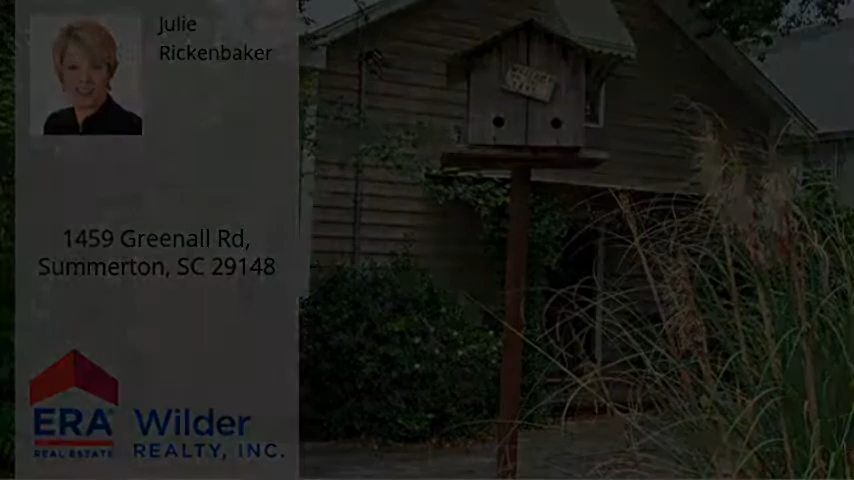 Julie
Rickenbaker
1459 Greenall Rd,
Summerton, SC 29148
ERA
REAL ESTATE
Wilder
REALTY, INC.